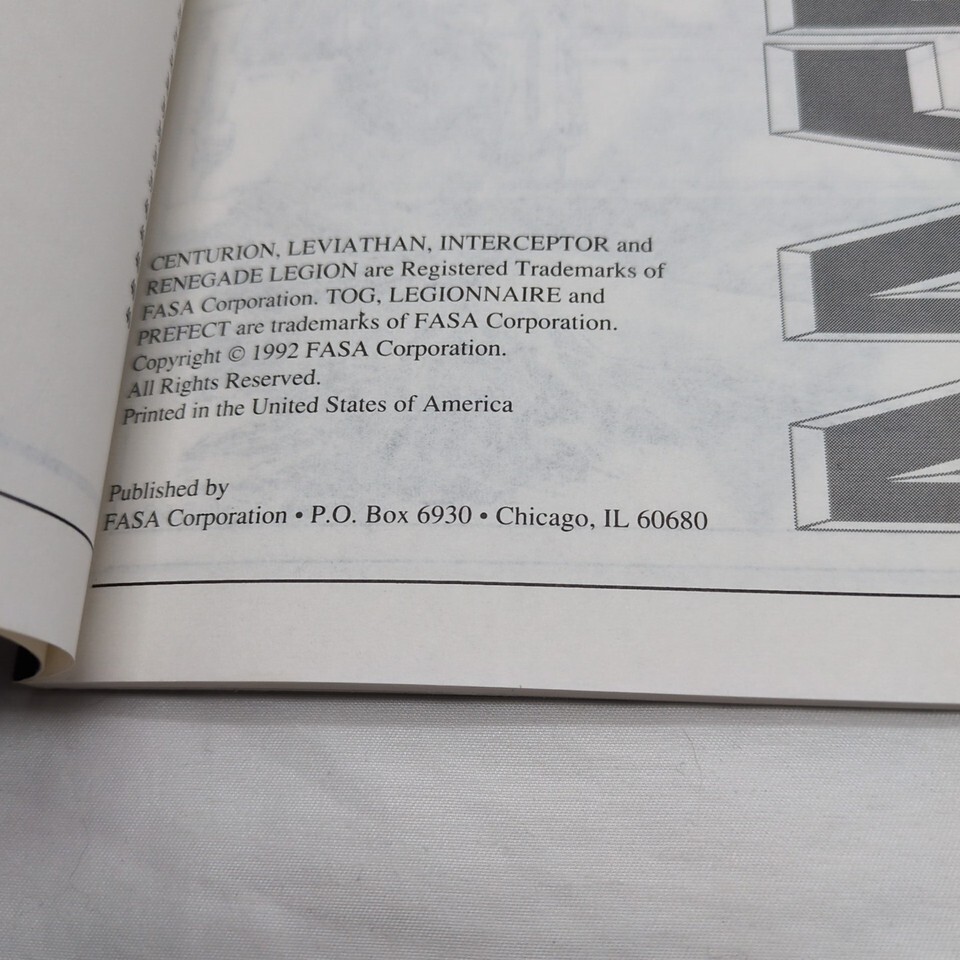 CENTURION, LEVIATHAN, INTERCEPTOR and
RENEGADE LEGION are Registered Trademarks of
FASA Corporation. TOG, LEGIONNAIRE and
PREFECT are trademarks of FASA Corporation.
Copyright © 1992 FASA Corporation.
All Rights Reserved.
Printed in the United States of America
Published by
FASA Corporation • P.O. Box 6930 • Chicago, IL 60680